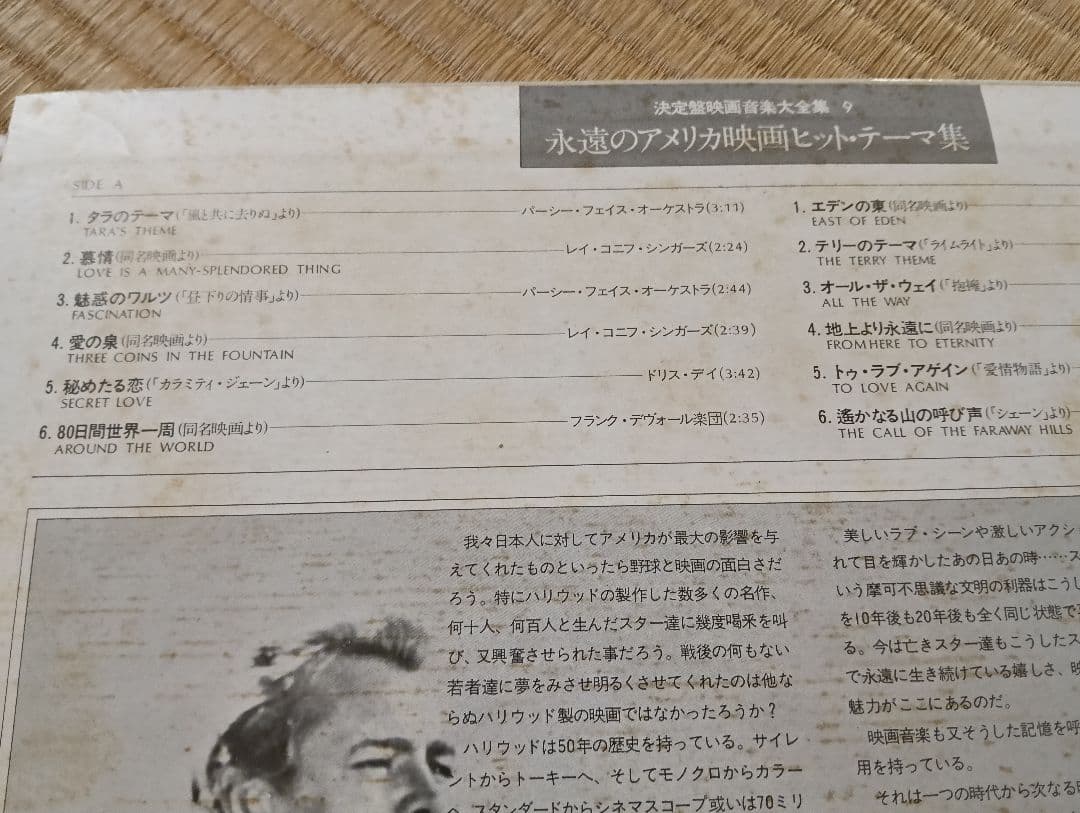 決定盤映画音楽大全集 9
永遠のアメリカ映画ヒット・テーマ集
SIDE A
1. タラのテーマ(「風と共に去りぬ」より) パーシー・フェイス・オーケストラ(3:11)
TARA'S THEME
2. 慕情(同名映画より) レイ・コニフ・シンガーズ(2:24)
LOVE IS A MANY-SPLENDORED THING
3. 魅惑のワルツ(「昼下りの情事」より) パーシー・フェイス・オーケストラ(2:44)
FASCINATION
4. 愛の泉(同名映画より) レイ・コニフ・シンガーズ(2:39)
THREE COINS IN THE FOUNTAIN
5. 秘めたる恋(「カラミティ・ジェーン」より) ドリス・デイ(3:42)
SECRET LOVE
6. 80日間世界一周(同名映画より) フランク・デヴォール楽団(2:35)
AROUND THE WORLD
1. エデンの東(同名映画より)
EAST OF EDEN
2. テリーのテーマ(「ライムライト」より)
THE TERRY THEME
3. オール・ザ・ウェイ(「抱擁」より)
ALL THE WAY
4. 地上より永遠に(同名映画より)
FROM HERE TO ETERNITY
5. トゥ・ラブ・アゲイン(「愛情物語」より)
TO LOVE AGAIN
6. 遙かなる山の呼び声(「シェーン」より)
THE CALL OF THE FARAWAY HILLS
我々日本人に対してアメリカが最大の影響を与
えてくれたものといったら野球と映画の面白さだ
ろう。特にハリウッドの製作した数多くの名作、
何十人、何百人と生んだスター達に幾度喝采を叫
び、又興奮させられた事だろう。戦後の何もない
若者達に夢をみさせ明るくさせてくれたのは他な
らぬハリウッド製の映画ではなかったろうか?
ハリウッドは50年の歴史を持っている。サイレ
ントからトーキーへ、そしてモノクロからカラー
へ、スタンダードからシネマスコープ或いは70ミリ
美しいラブ・シーンや激しいアクシ
れて目を輝かしたあの日あの時……ス
いう摩可不思議な文明の利器はこうし
を10年後も20年後も全く同じ状態で
る。今は亡きスター達もこうしたス
で永遠に生き続けている嬉しさ、映
魅力がここにあるのだ。
映画音楽も又そうした記憶を呼
用を持っている。
それは一つの時代から次なる